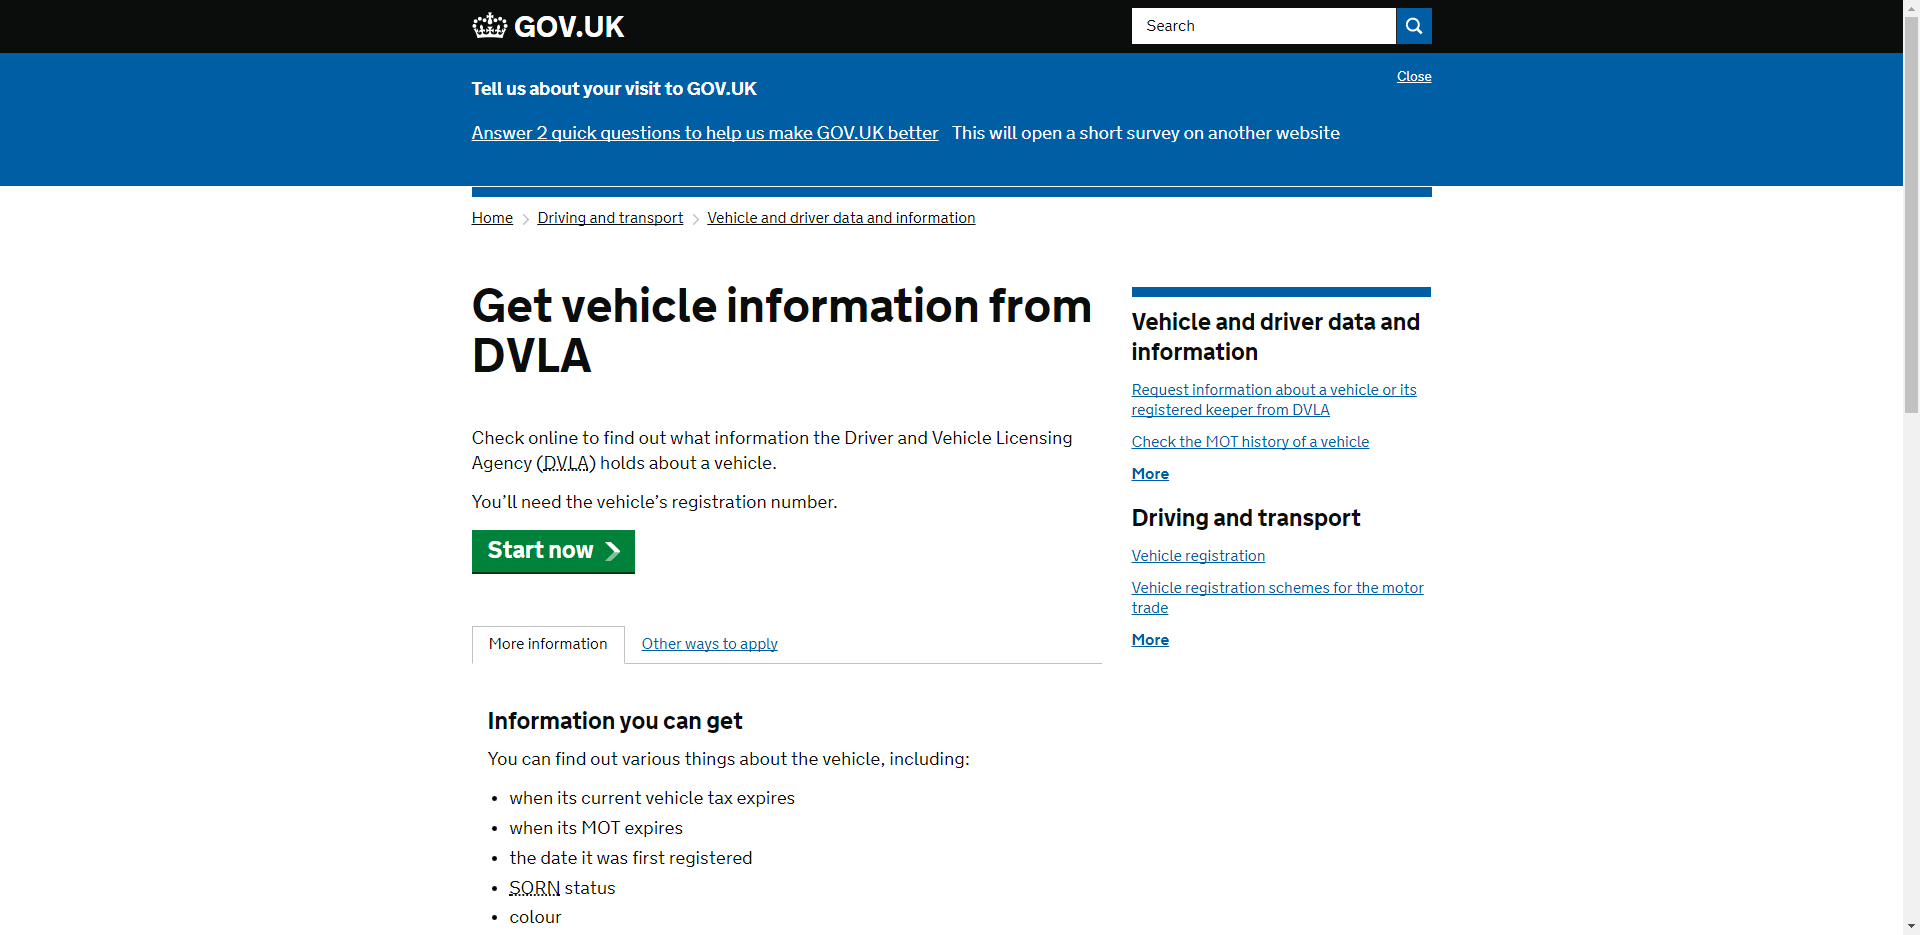 GOV.UK
Search
Tell us about your visit to GOV.UK
Close
Answer 2 quick questions to help us make GOV.UK better This will open a short survey on another website
Home
Driving and transport
Vehicle and driver data and information
Get vehicle information from
DVLA
Check online to find out what information the Driver and Vehicle Licensing
Agency (DVLA) holds about a vehicle.
You’ll need the vehicle’s registration number.
Start now
More information
Other ways to apply
Information you can get
You can find out various things about the vehicle, including:
• when its current vehicle tax expires
• when its MOT expires
• the date it was first registered
• SORN status
• colour
Vehicle and driver data and
information
Request information about a vehicle or its
registered keeper from DVLA
Check the MOT history of a vehicle
More
Driving and transport
Vehicle registration
Vehicle registration schemes for the motor
trade
More